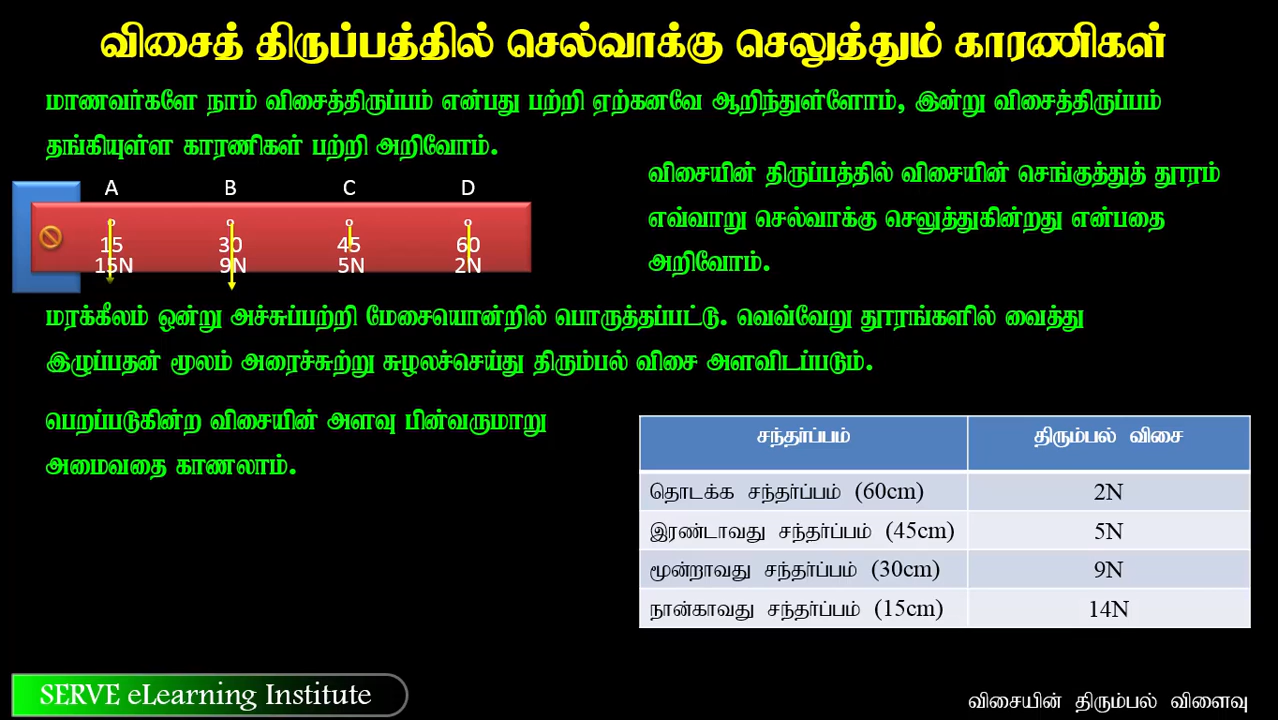 விசைத் திருப்பத்தில் செல்வாக்கு செலுத்தும் காரணிகள்
மாணவர்களே நாம் விசைத்திருப்பம் என்பது பற்றி ஏற்கனவே ஆறிந்துள்ளோம், இன்று விசைத்திருப்பம்
தங்கியுள்ள காரணிகள் பற்றி அறிவோம்.
விசையின் திருப்பத்தில் விசையின் செங்குத்துத் தூரம்
எவ்வாறு செல்வாக்கு செலுத்துகின்றது என்பதை
அறிவோம்.
A B C D
15 30 45 60
15N 9N 5N 2N
மரக்கீலம் ஒன்று அச்சுப்பற்றி மேசையொன்றில் பொருத்தப்பட்டு. வெவ்வேறு தூரங்களில் வைத்து
இழுப்பதன் மூலம் அரைச்சுற்று சுழலச்செய்து திரும்பல் விசை அளவிடப்படும்.
பெறப்படுகின்ற விசையின் அளவு பின்வருமாறு
அமைவதை காணலாம்.
சந்தர்ப்பம் திரும்பல் விசை
தொடக்க சந்தர்ப்பம் (60cm) 2N
இரண்டாவது சந்தர்ப்பம் (45cm) 5N
மூன்றாவது சந்தர்ப்பம் (30cm) 9N
நான்காவது சந்தர்ப்பம் (15cm) 14N
SERVE eLearning Institute
விசையின் திரும்பல் விளைவு